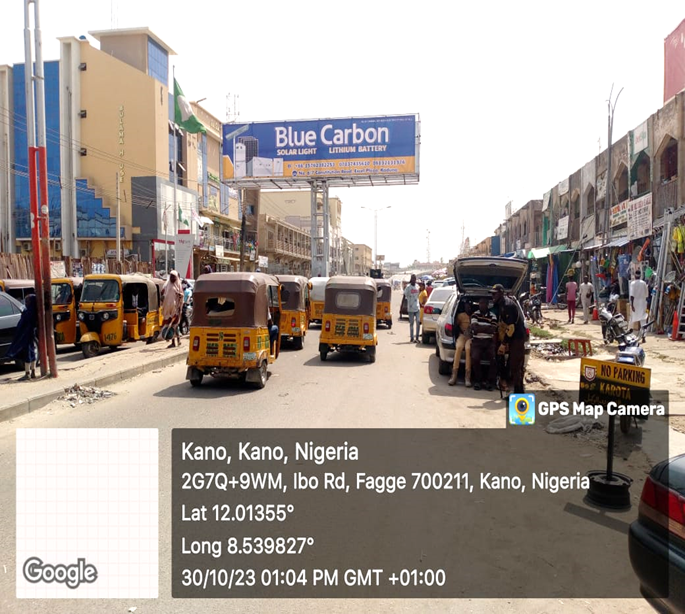 Blue Carbon
SOLAR LIGHT LITHIUM BATTERY
NO PARKING
KAROTA
GPS Map Camera
Kano, Kano, Nigeria
2G7Q+9WM, Ibo Rd, Fagge 700211, Kano, Nigeria
Lat 12.01355°
Long 8.539827°
30/10/23 01:04 PM GMT +01:00
Google